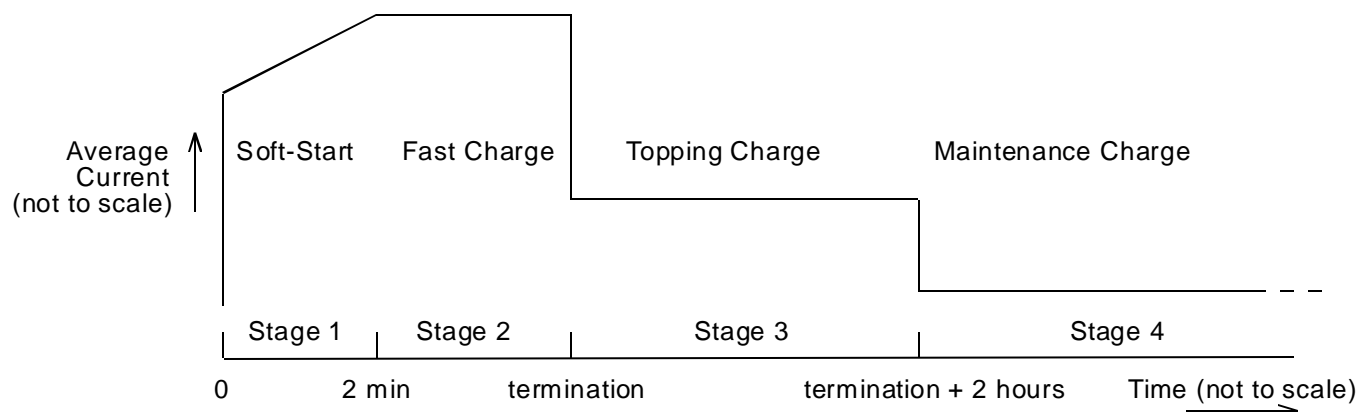 Average
Current
(not to scale)
Soft-Start
Fast Charge
Topping Charge
Maintenance Charge
Stage 1
Stage 2
Stage 3
Stage 4
0
2 min
termination
termination + 2 hours
Time (not to scale)